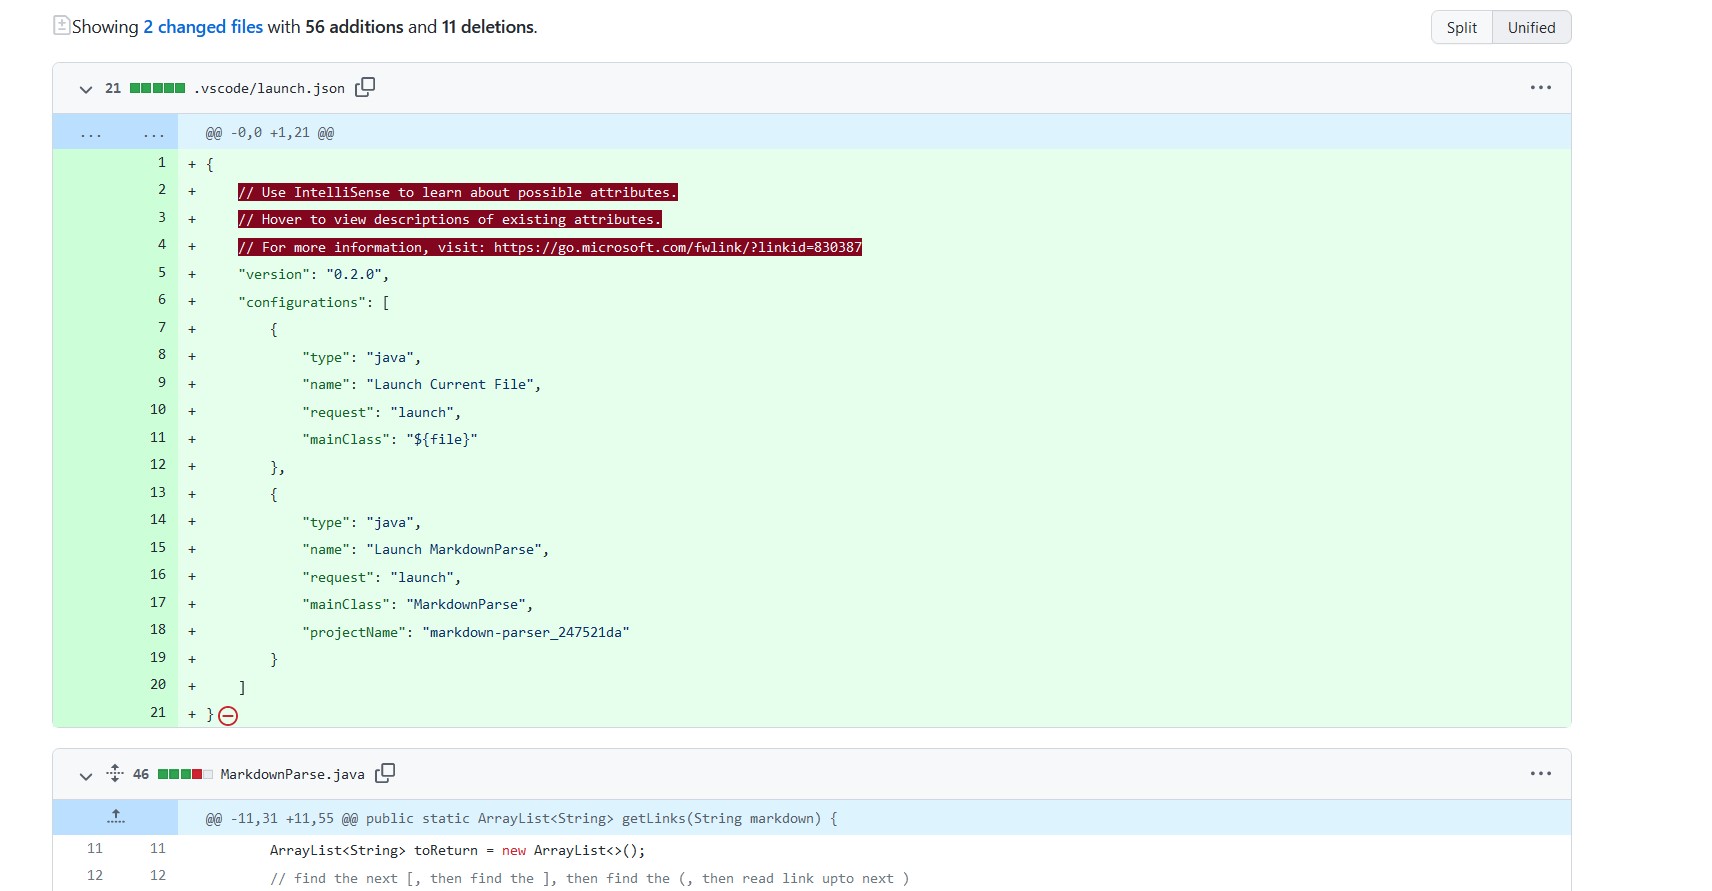 Showing 2 changed files with 56 additions and 11 deletions.
Split Unified
21 .vscode/launch.json
... ... @@ -0,0 +1,21 @@
1 + {
2 + // Use IntelliSense to learn about possible attributes.
3 + // Hover to view descriptions of existing attributes.
4 + // For more information, visit: https://go.microsoft.com/fwlink/?linkid=830387
5 + "version": "0.2.0",
6 + "configurations": [
7 + {
8 + "type": "java",
9 + "name": "Launch Current File",
10 + "request": "launch",
11 + "mainClass": "${file}"
12 + },
13 + {
14 + "type": "java",
15 + "name": "Launch MarkdownParse",
16 + "request": "launch",
17 + "mainClass": "MarkdownParse",
18 + "projectName": "markdown-parser_247521da"
19 + }
20 + ]
21 + }
46 MarkdownParse.java
@@ -11,31 +11,55 @@ public static ArrayList<String> getLinks(String markdown) {
11 11 ArrayList<String> toReturn = new ArrayList<>();
12 12 // find the next [, then find the ], then find the (, then read link upto next )